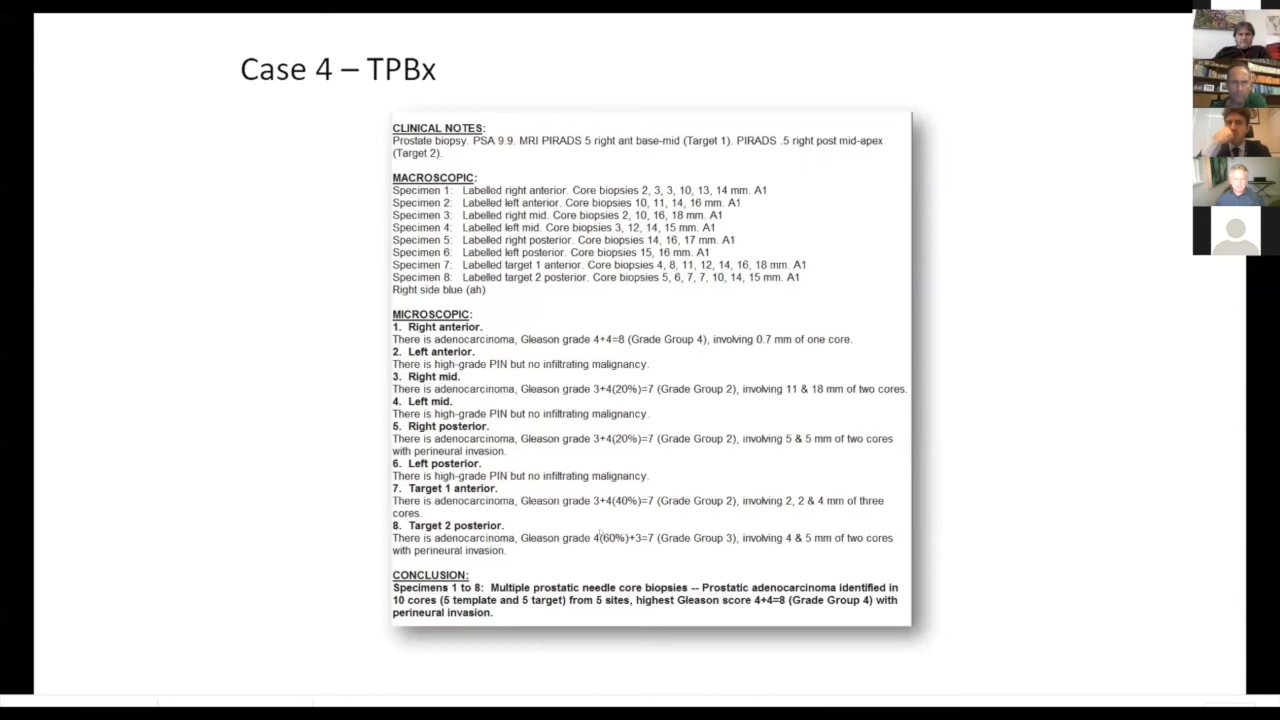 Case 4 – TPBx
CLINICAL NOTES:
Prostate biopsy. PSA 9.9. MRI PIRADS 5 right ant base-mid (Target 1). PIRADS .5 right post mid-apex
(Target 2).
MACROSCOPIC:
Specimen 1: Labelled right anterior. Core biopsies 2, 3, 3, 10, 13, 14 mm. A1
Specimen 2: Labelled left anterior. Core biopsies 10, 11, 14, 16 mm. A1
Specimen 3: Labelled right mid. Core biopsies 2, 10, 16, 18 mm. A1
Specimen 4: Labelled left mid. Core biopsies 3, 12, 14, 15 mm. A1
Specimen 5: Labelled right posterior. Core biopsies 14, 16, 17 mm. A1
Specimen 6: Labelled left posterior. Core biopsies 15, 16 mm. A1
Specimen 7: Labelled target 1 anterior. Core biopsies 4, 8, 11, 12, 14, 16, 18 mm. A1
Specimen 8: Labelled target 2 posterior. Core biopsies 5, 6, 7, 7, 10, 14, 15 mm. A1
Right side blue (ah)
MICROSCOPIC:
1. Right anterior.
There is adenocarcinoma, Gleason grade 4+4=8 (Grade Group 4), involving 0.7 mm of one core.
2. Left anterior.
There is high-grade PIN but no infiltrating malignancy.
3. Right mid.
There is adenocarcinoma, Gleason grade 3+4(20%)=7 (Grade Group 2), involving 11 & 18 mm of two cores.
4. Left mid.
There is high-grade PIN but no infiltrating malignancy.
5. Right posterior.
There is adenocarcinoma, Gleason grade 3+4(20%)=7 (Grade Group 2), involving 5 & 5 mm of two cores
with perineural invasion.
6. Left posterior.
There is high-grade PIN but no infiltrating malignancy.
7. Target 1 anterior.
There is adenocarcinoma, Gleason grade 3+4(40%)=7 (Grade Group 2), involving 2, 2 & 4 mm of three
cores.
8. Target 2 posterior.
There is adenocarcinoma, Gleason grade 4(60%)+3=7 (Grade Group 3), involving 4 & 5 mm of two cores
with perineural invasion.
CONCLUSION:
Specimens 1 to 8: Multiple prostatic needle core biopsies -- Prostatic adenocarcinoma identified in
10 cores (5 template and 5 target) from 5 sites, highest Gleason score 4+4=8 (Grade Group 4) with
perineural invasion.